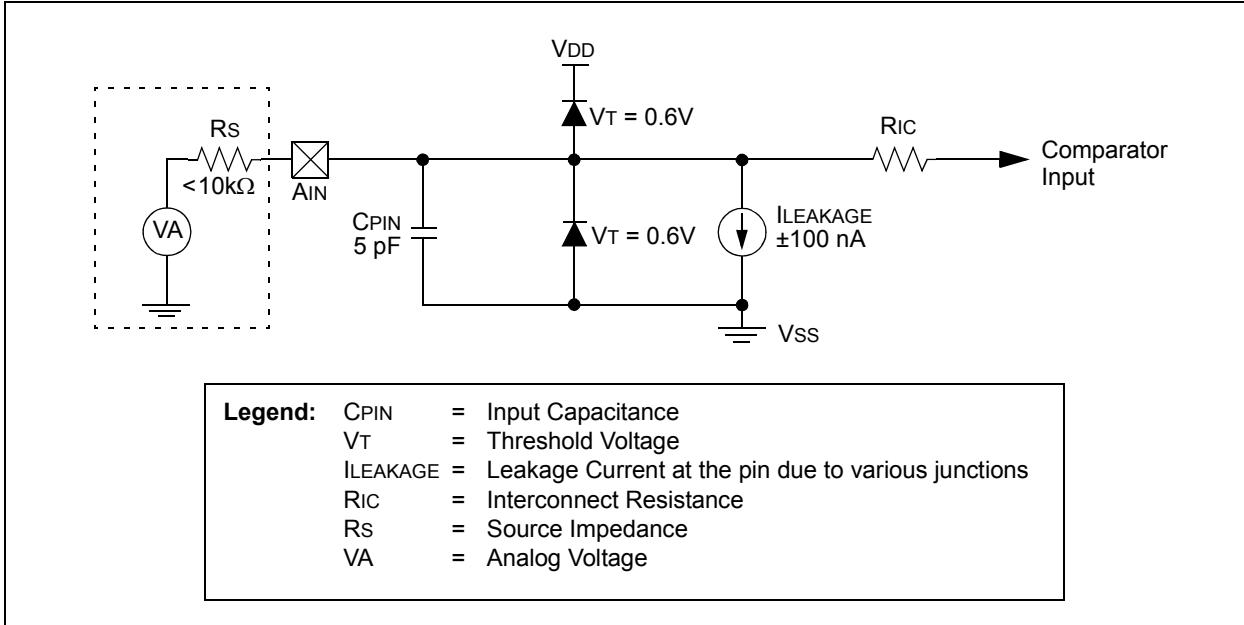 VDD
VT = 0.6V
RS
<10kΩ
AIN
VA
CPIN
5 pF
VT = 0.6V
ILEAKAGE
±100 nA
RIC
Comparator
Input
VSS
Legend: CPIN = Input Capacitance
VT = Threshold Voltage
ILEAKAGE = Leakage Current at the pin due to various junctions
RIC = Interconnect Resistance
RS = Source Impedance
VA = Analog Voltage